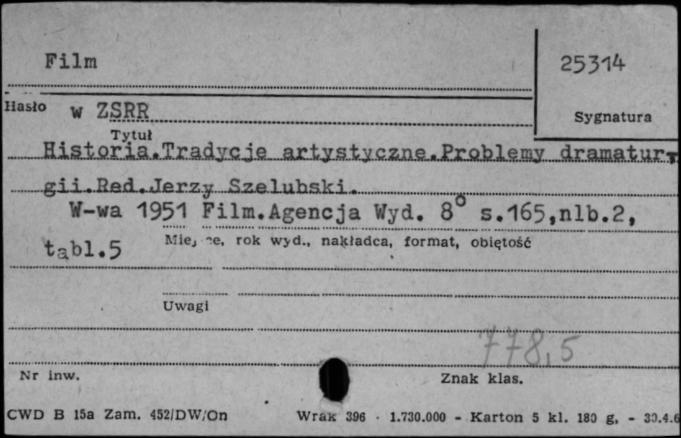 Film
25314
Hasło
w ZSRR
Sygnatura
Tytuł
Historia.Tradycje artystyczne.Problemy dramatur-
gii.Red.Jerzy Szelubski.
W-wa 1951 Film.Agencja Wyd. 8° s.165,nlb.2,
tabl.5
Miejsce, rok wyd., nakładca, format, objętość
Uwagi
778,5
Nr inw.
Znak klas.
CWD B 15a Zam. 452/DW/On Wrak 396 · 1.730.000 - Karton 5 kl. 180 g. - 30.4.6